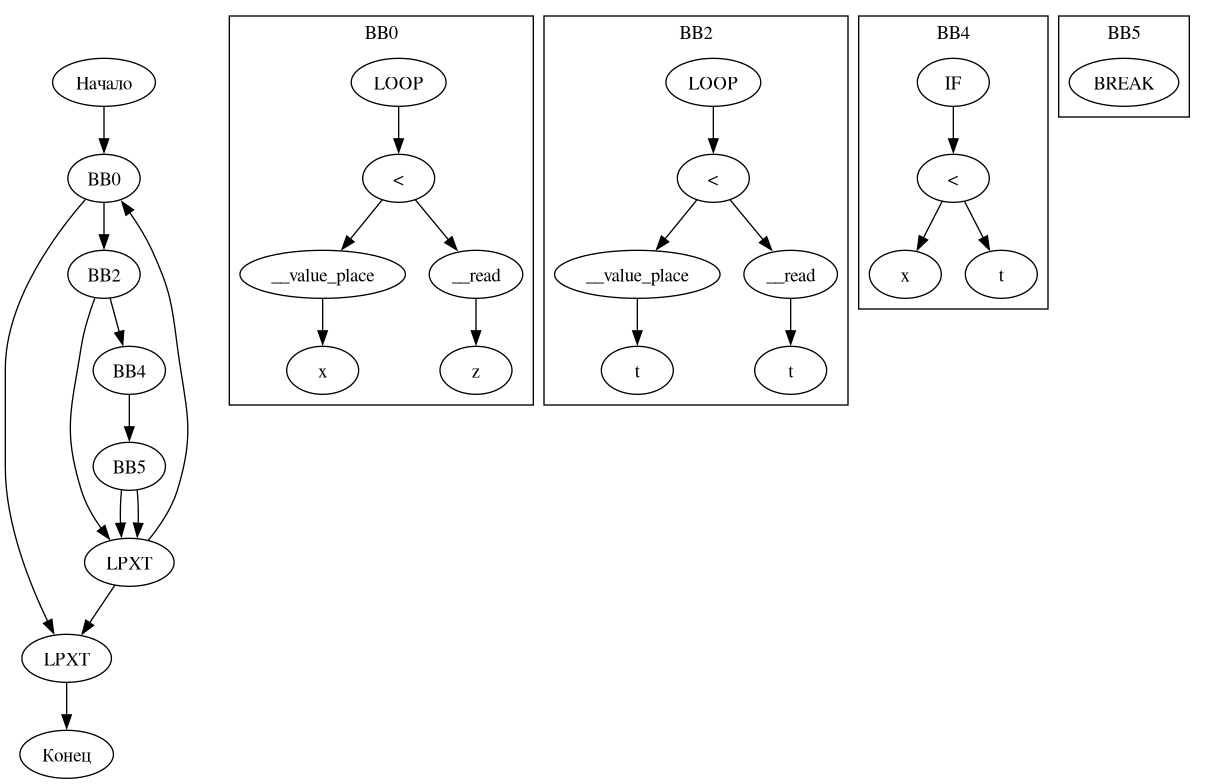 Начало
BB0
BB2
BB4
BB5
LPXT
LPXT
Конец
BB0
LOOP
<
__value_place
__read
x
z
BB2
LOOP
<
__value_place
__read
t
t
BB4
IF
<
x
t
BB5
BREAK